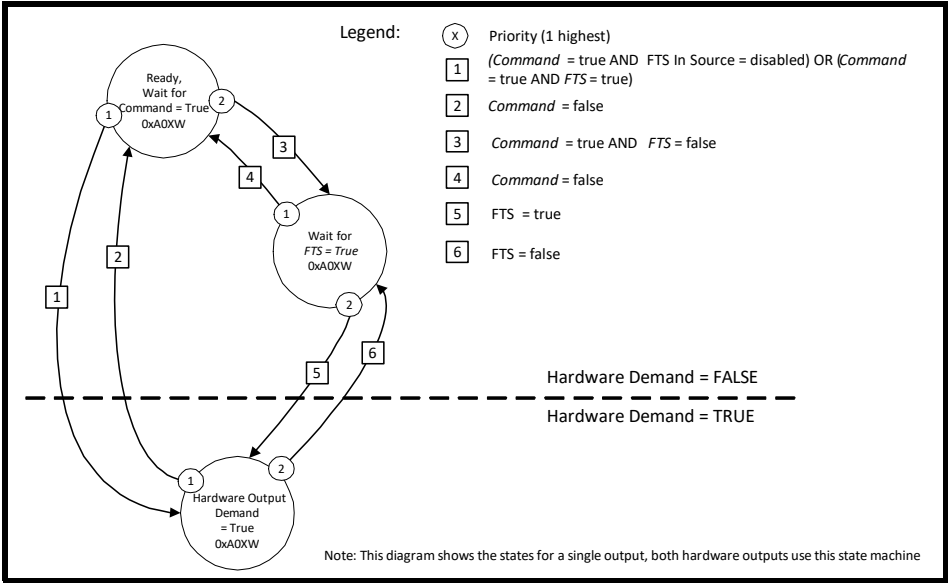 Legend:
X Priority (1 highest)
1 (Command = true AND FTS In Source = disabled) OR (Command
= true AND FTS = true)
2 Command = false
3 Command = true AND FTS = false
4 Command = false
5 FTS = true
6 FTS = false
Ready,
Wait for
Command = True
0xA0XW
1
2
3
4
1
Wait for
FTS = True
0xA0XW
2
2
1
6
5
Hardware Demand = FALSE
Hardware Demand = TRUE
1
2
Hardware Output
Demand
= True
0xA0XW
Note: This diagram shows the states for a single output, both hardware outputs use this state machine